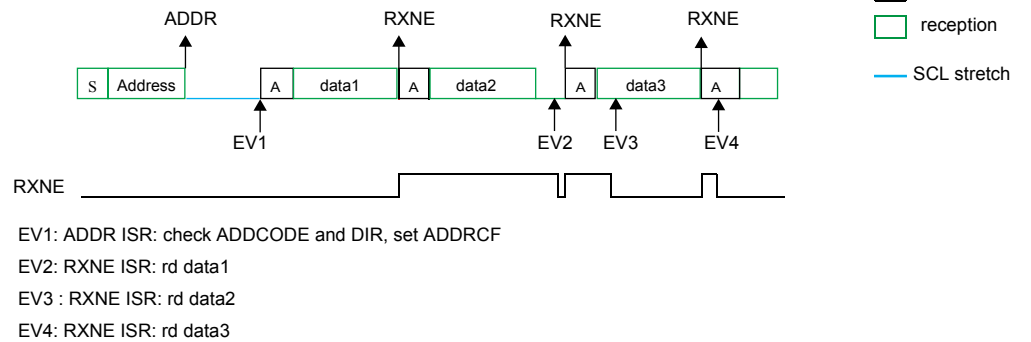 ADDR RXNE RXNE RXNE
reception
SCL stretch
S Address A data1 A data2 A data3 A
EV1 EV2 EV3 EV4
RXNE
EV1: ADDR ISR: check ADDCODE and DIR, set ADDRCF
EV2: RXNE ISR: rd data1
EV3 : RXNE ISR: rd data2
EV4: RXNE ISR: rd data3